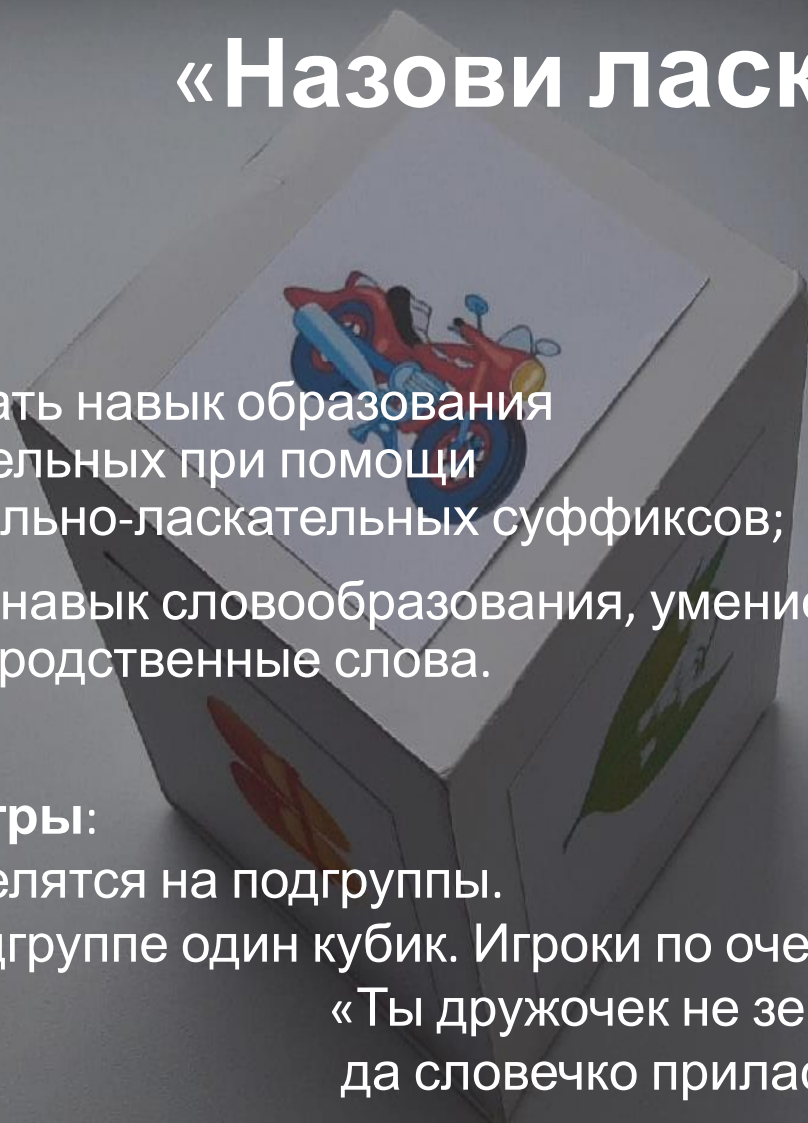 «Назови ласк
ать навык образования
ельных при помощи
льно-ласкательных суффиксов;
навык словообразования, умение
родственные слова.
гры:
елятся на подгруппы.
дгруппе один кубик. Игроки по оче
«Ты дружочек не зе
да словечко прилас